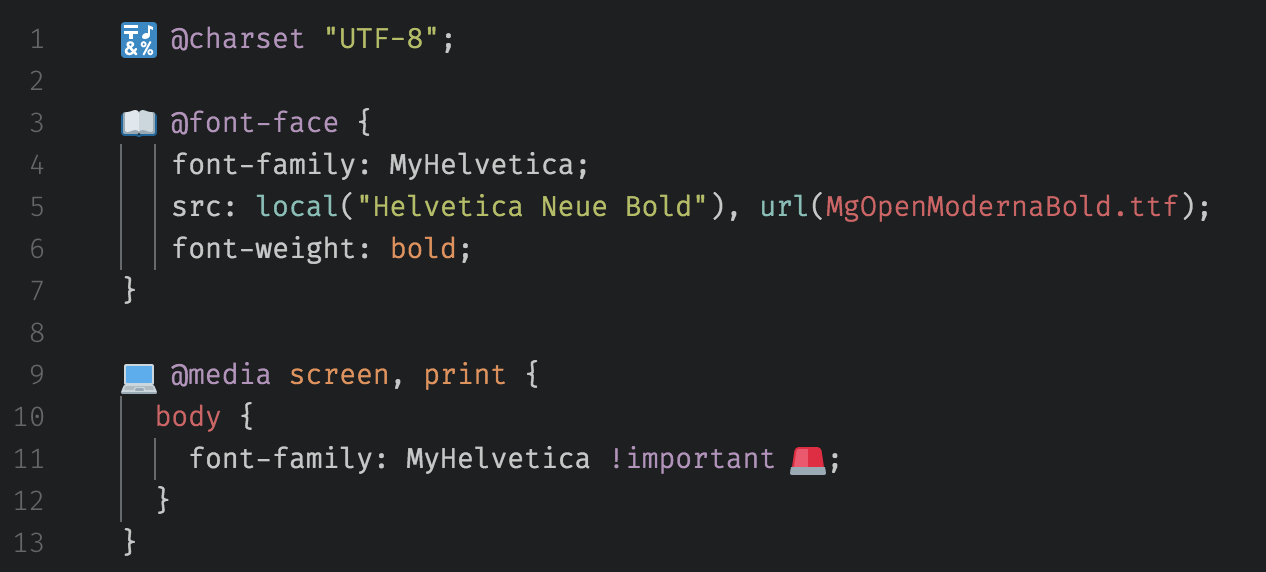 1 🔣 @charset "UTF-8";
2
3 📖 @font-face {
4 font-family: MyHelvetica;
5 src: local("Helvetica Neue Bold"), url(MgOpenModernaBold.ttf);
6 font-weight: bold;
7 }
8
9 💻 @media screen, print {
10 body {
11 font-family: MyHelvetica !important 🚨;
12 }
13 }